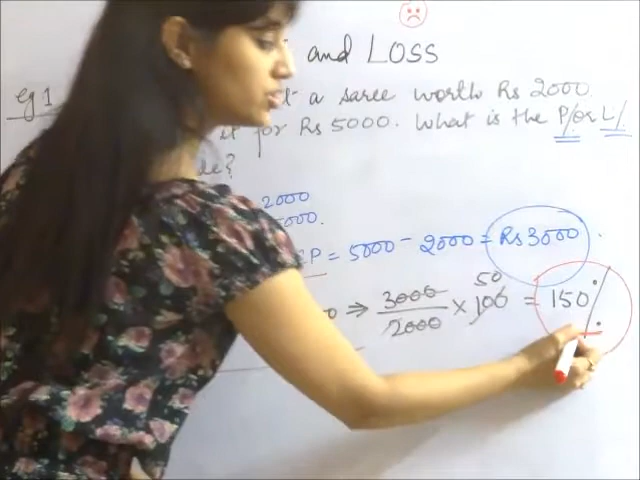 and LOSS
Eg 1 a saree worth Rs 2000
it for Rs 5000. What is the P/. or L/.
2000
5000.
CP = 5000 - 2000 = Rs 3000
⇒ 3000/2000 × 100 50 = 150 %